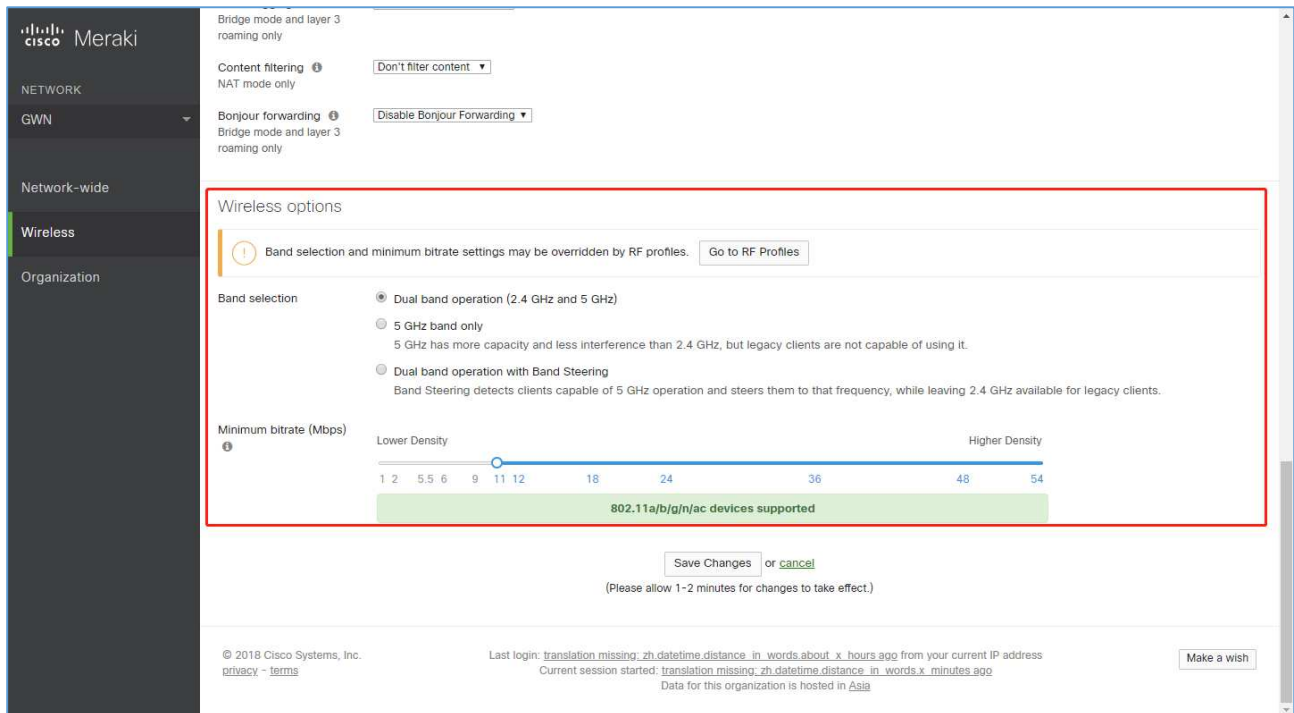 Bridge mode and layer 3
roaming only
cisco Meraki
Content filtering
Don't filter content
NAT mode only
NETWORK
GWN
Bonjour forwarding
Disable Bonjour Forwarding
Bridge mode and layer 3
roaming only
Network-wide
Wireless
Organization
Wireless options
Band selection and minimum bitrate settings may be overridden by RF profiles. Go to RF Profiles
Band selection
Dual band operation (2.4 GHz and 5 GHz)
5 GHz band only
5 GHz has more capacity and less interference than 2.4 GHz, but legacy clients are not capable of using it.
Dual band operation with Band Steering
Band Steering detects clients capable of 5 GHz operation and steers them to that frequency, while leaving 2.4 GHz available for legacy clients.
Minimum bitrate (Mbps)
Lower Density Higher Density
1 2 5.5 6 9 11 12 18 24 36 48 54
802.11a/b/g/n/ac devices supported
Save Changes or cancel
(Please allow 1-2 minutes for changes to take effect.)
© 2018 Cisco Systems, Inc.
privacy - terms
Last login: translation missing: zh.datetime.distance_in_words.about_x_hours ago from your current IP address
Current session started: translation missing: zh.datetime.distance_in_words.x_minutes ago
Data for this organization is hosted in Asia
Make a wish